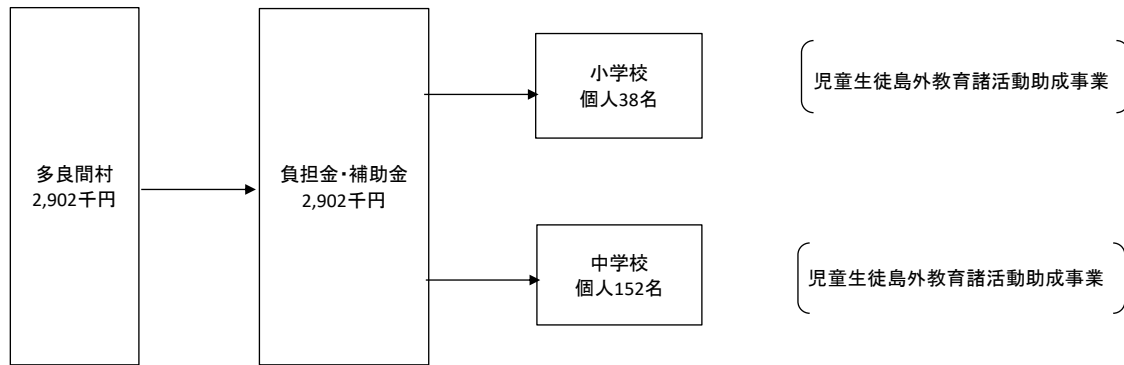 多良間村
2,902千円
負担金・補助金
2,902千円
小学校
個人38名
児童生徒島外教育諸活動助成事業
中学校
個人152名
児童生徒島外教育諸活動助成事業